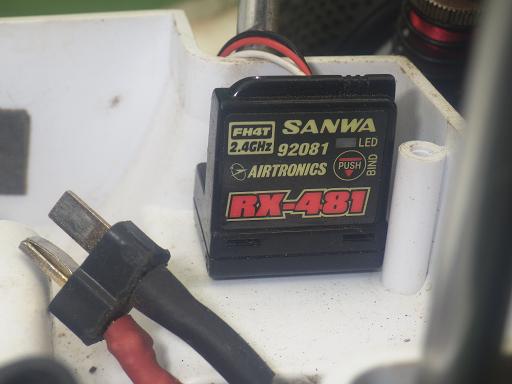 FH4T SANWA
2.4GHz 92081 LED
AIRTRONICS PUSH BIND
RX-481